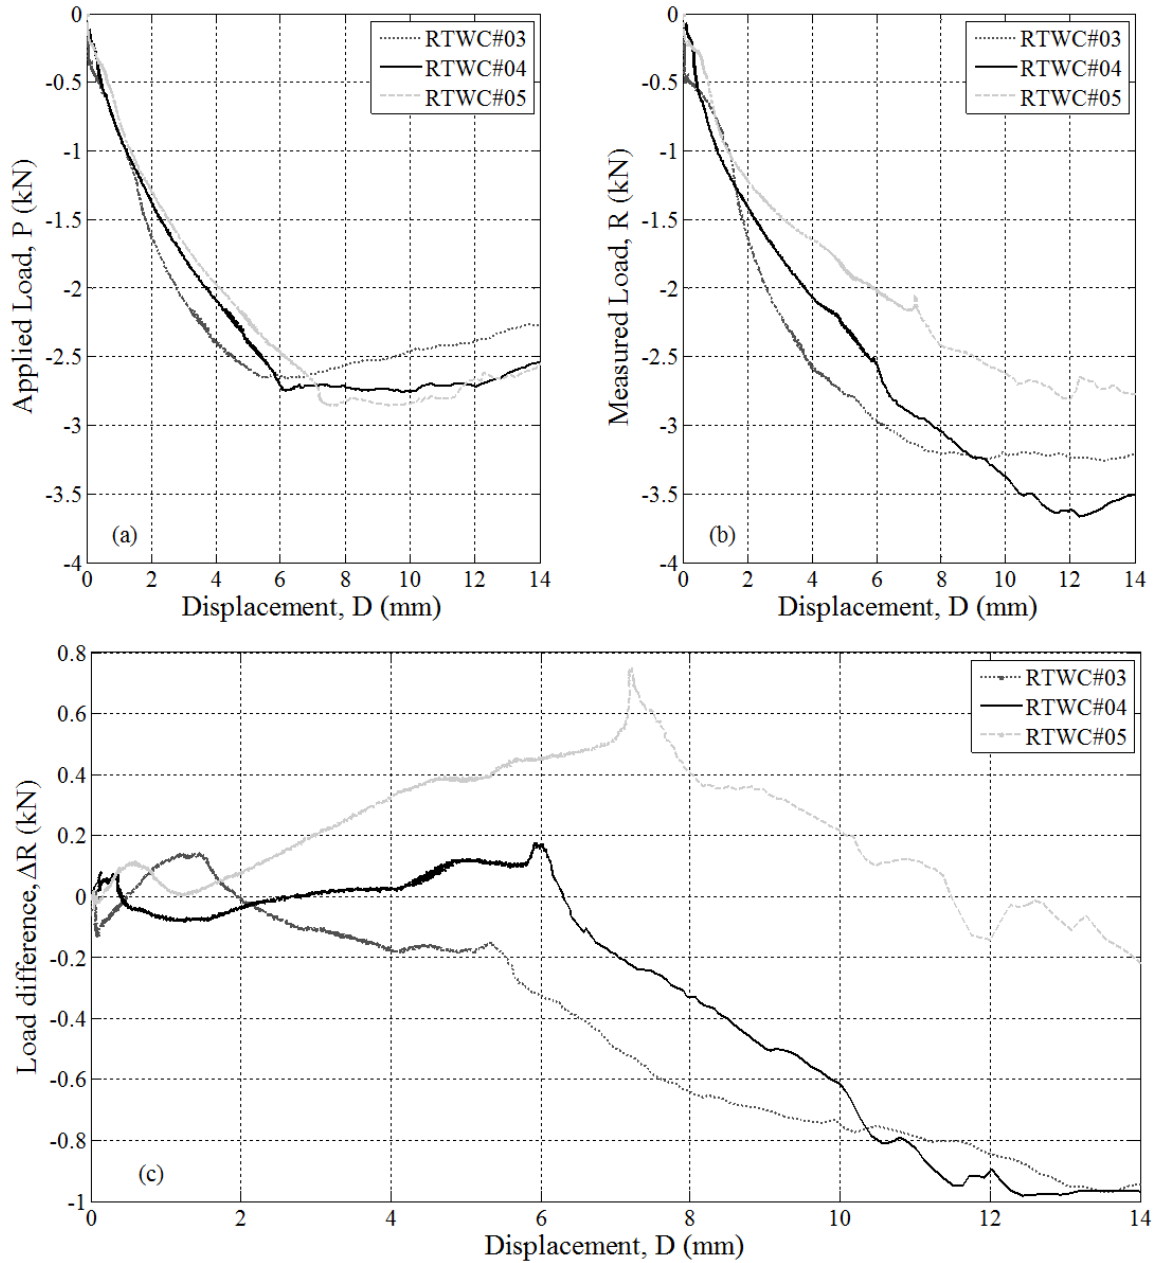 0
-0.5
-1
-1.5
-2
-2.5
-3
-3.5
-4
Applied Load, P (kN)
RTWC#03
RTWC#04
RTWC#05
(a)
0 2 4 6 8 10 12 14
Displacement, D (mm)
0
-0.5
-1
-1.5
-2
-2.5
-3
-3.5
-4
Measured Load, R (kN)
RTWC#03
RTWC#04
RTWC#05
(b)
0 2 4 6 8 10 12 14
Displacement, D (mm)
0.8
0.6
0.4
0.2
0
-0.2
-0.4
-0.6
-0.8
-1
Load difference, ΔR (kN)
RTWC#03
RTWC#04
RTWC#05
(c)
0 2 4 6 8 10 12 14
Displacement, D (mm)